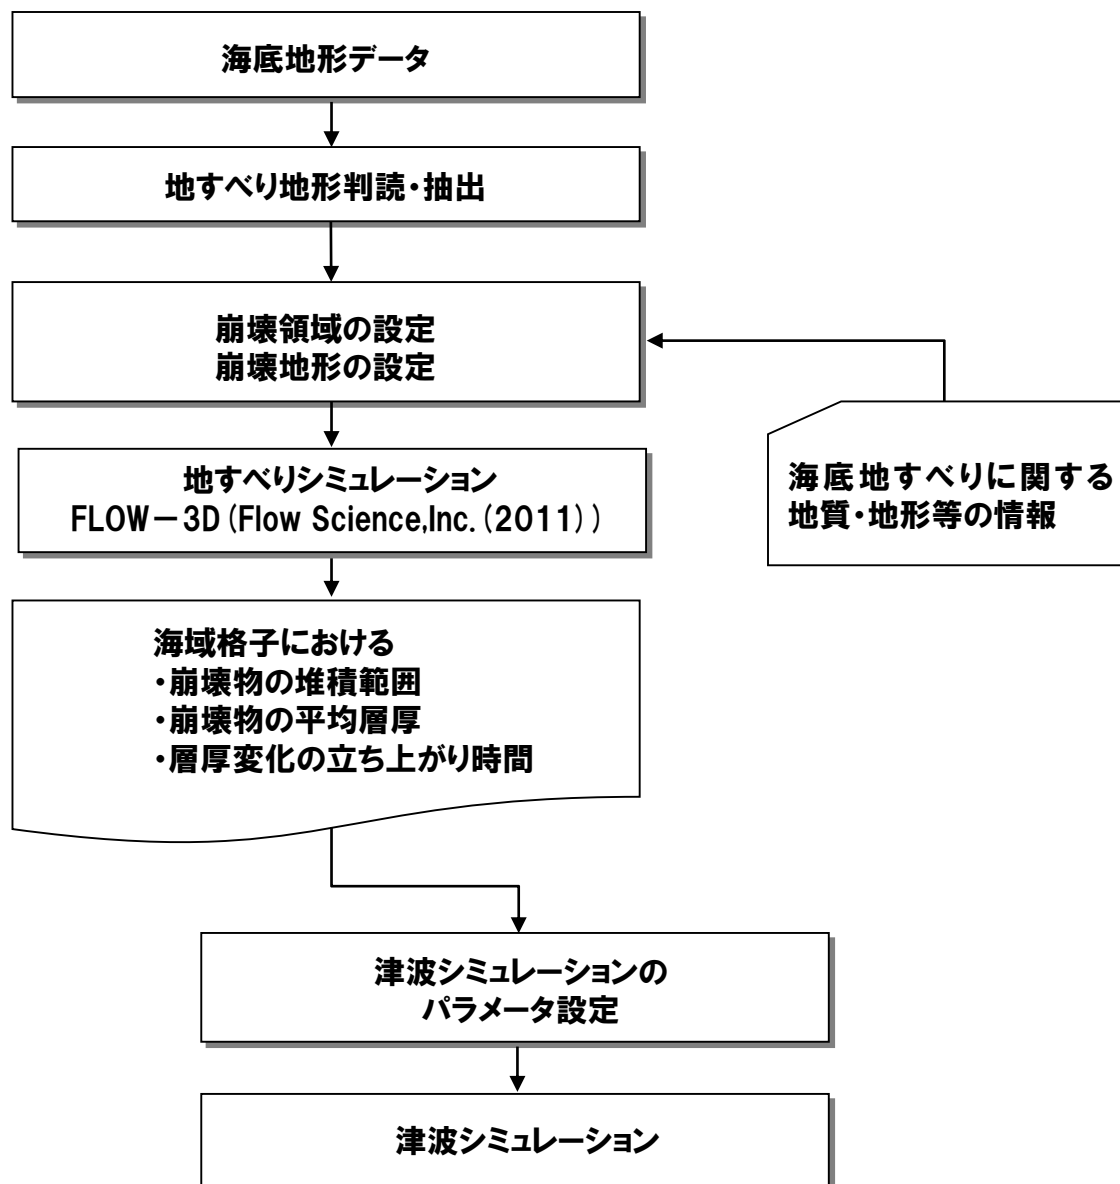 海底地形データ
地すべり地形判読・抽出
崩壊領域の設定
崩壊地形の設定
地すべりシミュレーション
FLOW－3D(Flow Science,Inc.(2011))
海底地すべりに関する
地質・地形等の情報
海域格子における
・崩壊物の堆積範囲
・崩壊物の平均層厚
・層厚変化の立ち上がり時間
津波シミュレーションの
パラメータ設定
津波シミュレーション